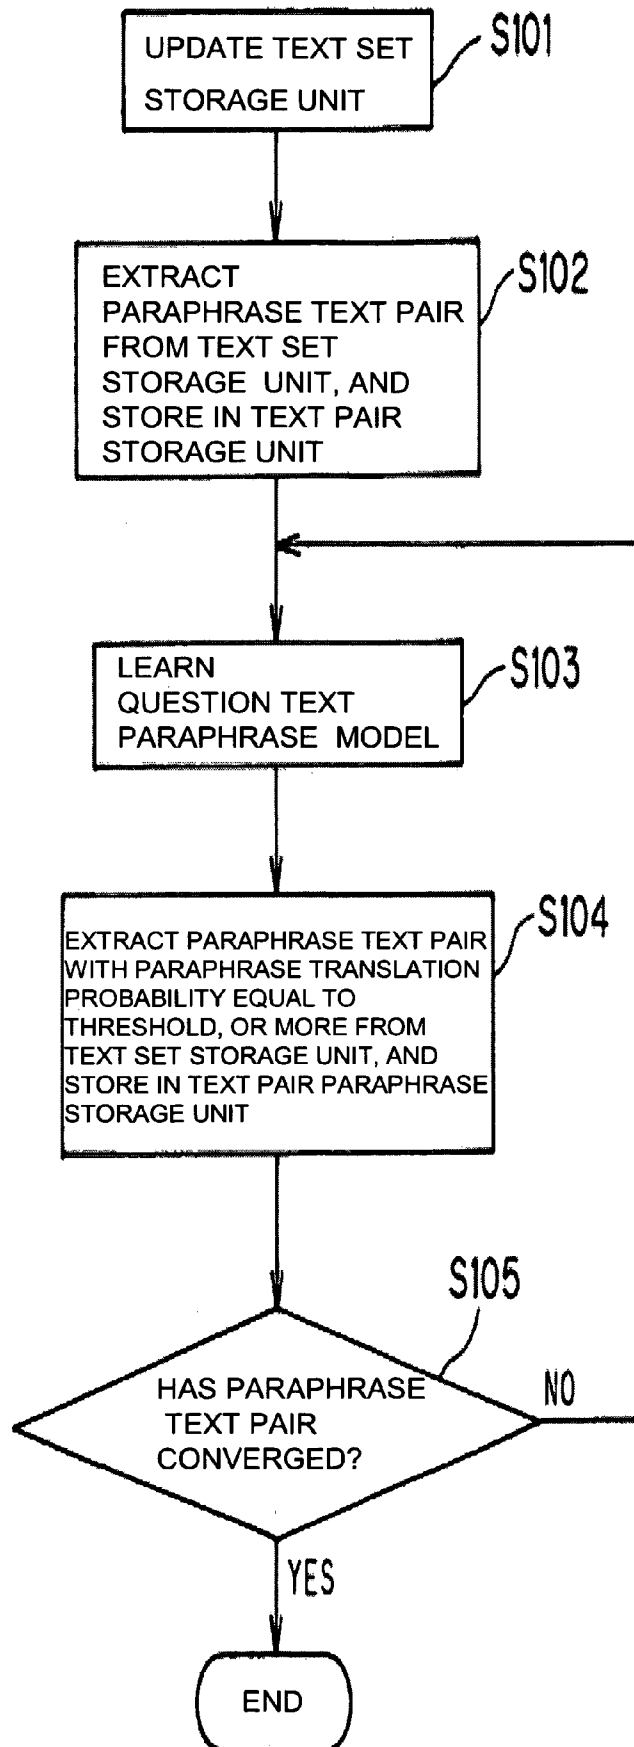 UPDATE TEXT SET
STORAGE UNIT
S101
EXTRACT
PARAPHRASE TEXT PAIR
FROM TEXT SET
STORAGE UNIT, AND
STORE IN TEXT PAIR
STORAGE UNIT
S102
LEARN
QUESTION TEXT
PARAPHRASE MODEL
S103
EXTRACT PARAPHRASE TEXT PAIR
WITH PARAPHRASE TRANSLATION
PROBABILITY EQUAL TO
THRESHOLD, OR MORE FROM
TEXT SET STORAGE UNIT, AND
STORE IN TEXT PAIR PARAPHRASE
STORAGE UNIT
S104
S105
HAS PARAPHRASE
TEXT PAIR
CONVERGED?
NO
YES
END